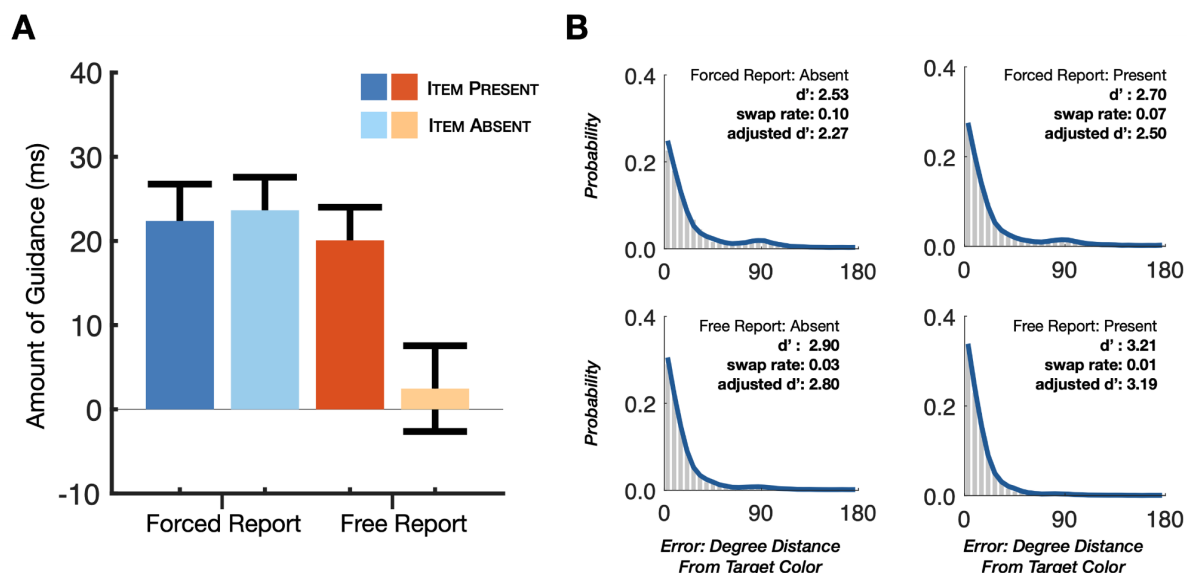 A
Amount of Guidance (ms)
40
30
20
10
0
-10
ITEM PRESENT
ITEM ABSENT
Forced Report
Free Report
B
Probability
0.4
0.2
0.0
0
90
180
Forced Report: Absent
d’: 2.53
swap rate: 0.10
adjusted d’: 2.27
0.4
0.2
0.0
0
90
180
Forced Report: Present
d’ : 2.70
swap rate: 0.07
adjusted d’: 2.50
Probability
0.4
0.2
0.0
0
90
180
Free Report: Absent
d’ : 2.90
swap rate: 0.03
adjusted d’: 2.80
Error: Degree Distance
From Target Color
0.4
0.2
0.0
0
90
180
Free Report: Present
d’ : 3.21
swap rate: 0.01
adjusted d’: 3.19
Error: Degree Distance
From Target Color